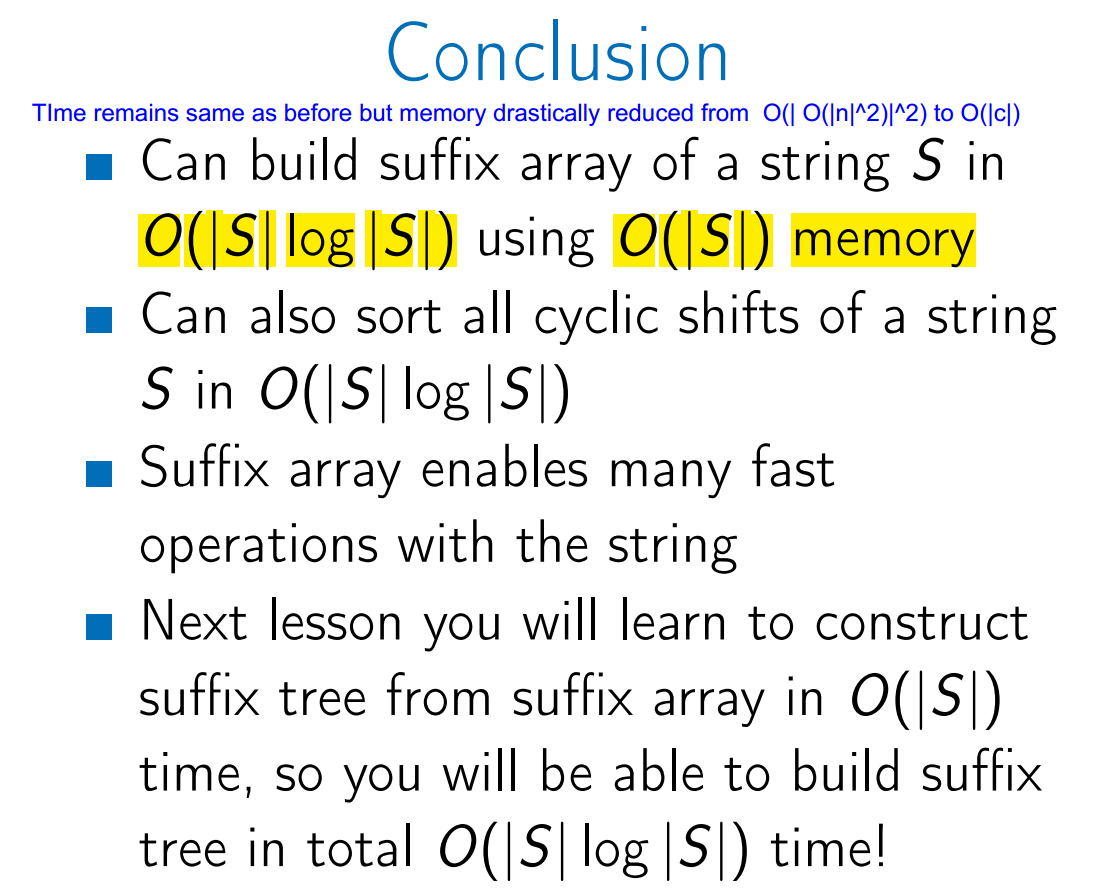 Conclusion
TIme remains same as before but memory drastically reduced from  O(| O(|n|^2)|^2) to O(|c|)
Can build suffix array of a string S in
O(|S| log |S|) using O(|S|) memory
Can also sort all cyclic shifts of a string
S in O(|S| log |S|)
Suffix array enables many fast
operations with the string
Next lesson you will learn to construct
suffix tree from suffix array in O(|S|)
time, so you will be able to build suffix
tree in total O(|S| log |S|) time!